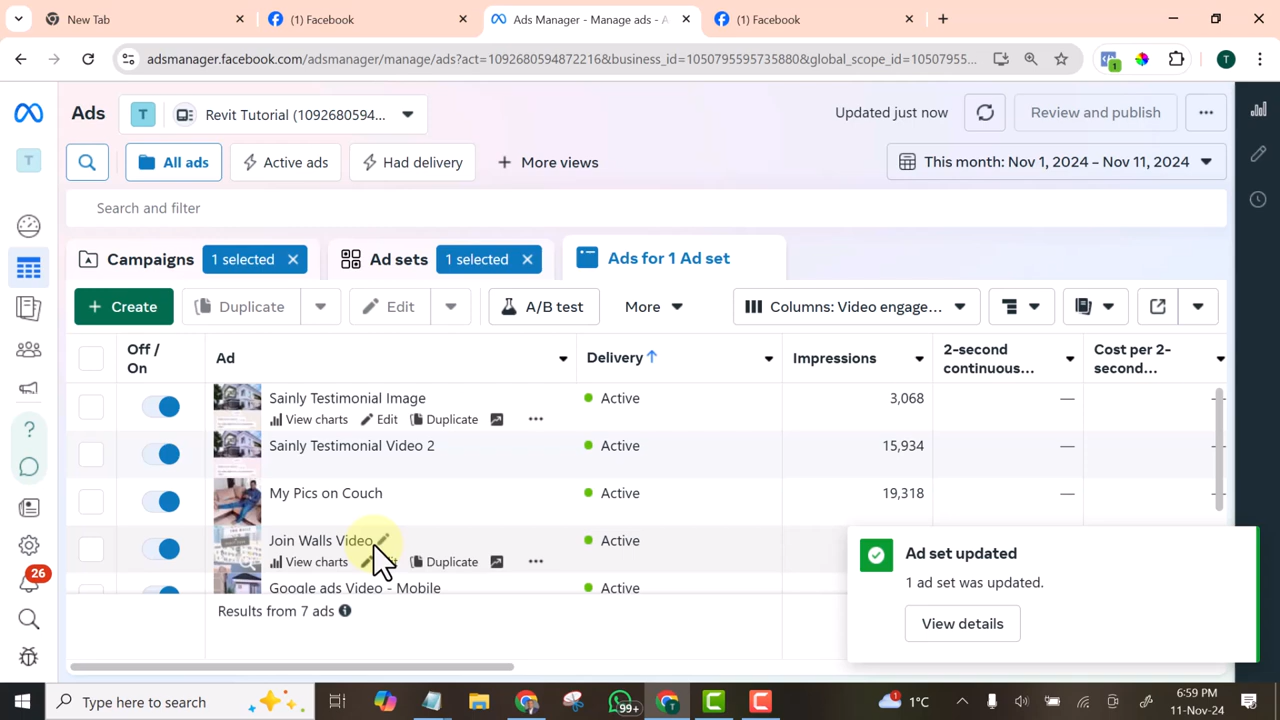 New Tab
(1) Facebook
Ads Manager - Manage ads - A
(1) Facebook
adsmanager.facebook.com/adsmanager/manage/ads?act=1092680594872216&business_id=1050795595735880&global_scope_id=10507955...
1
T
Ads
T
Revit Tutorial (1092680594...
Updated just now
Review and publish
T
All ads
Active ads
Had delivery
+ More views
This month: Nov 1, 2024 – Nov 11, 2024
Search and filter
Campaigns
1 selected
Ad sets
1 selected
Ads for 1 Ad set
+ Create
Duplicate
Edit
A/B test
More
Columns: Video engage...
Off / On
Ad
Delivery
Impressions
2-second continuous...
Cost per 2-second...
Sainly Testimonial Image
Active
3,068
—
View charts
Edit
Duplicate
Sainly Testimonial Video 2
Active
15,934
—
My Pics on Couch
Active
19,318
—
Join Walls Video
Active
View charts
Duplicate
Google ads Video - Mobile
Active
Results from 7 ads
Ad set updated
1 ad set was updated.
View details
26
Type here to search
99+
1
1°C
6:59 PM
11-Nov-24